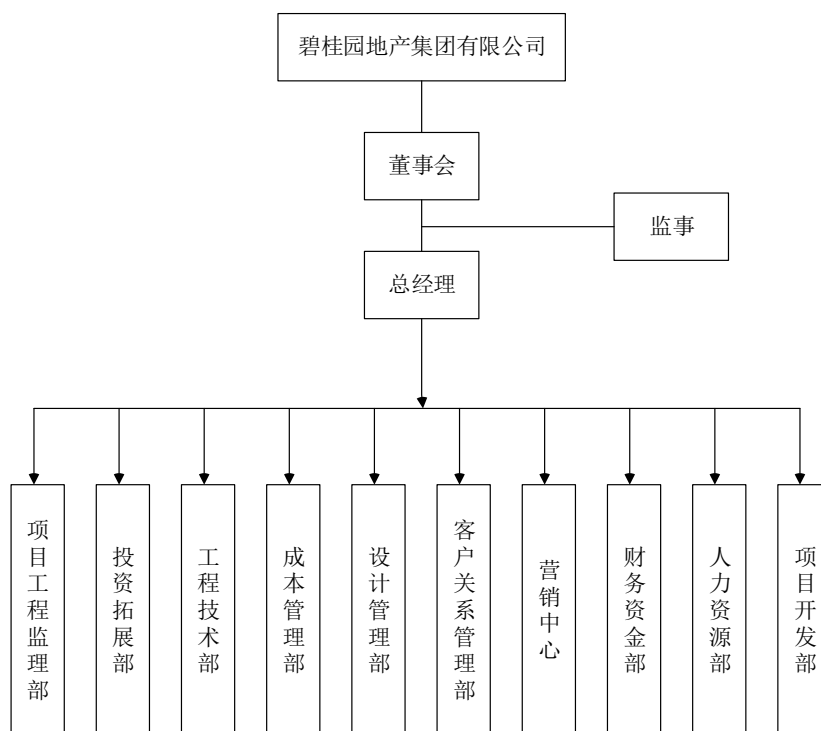 碧桂园地产集团有限公司
董事会
监事
总经理
项目工程监理部
投资拓展部
工程技术部
成本管理部
设计管理部
客户关系管理部
营销中心
财务资金部
人力资源部
项目开发部